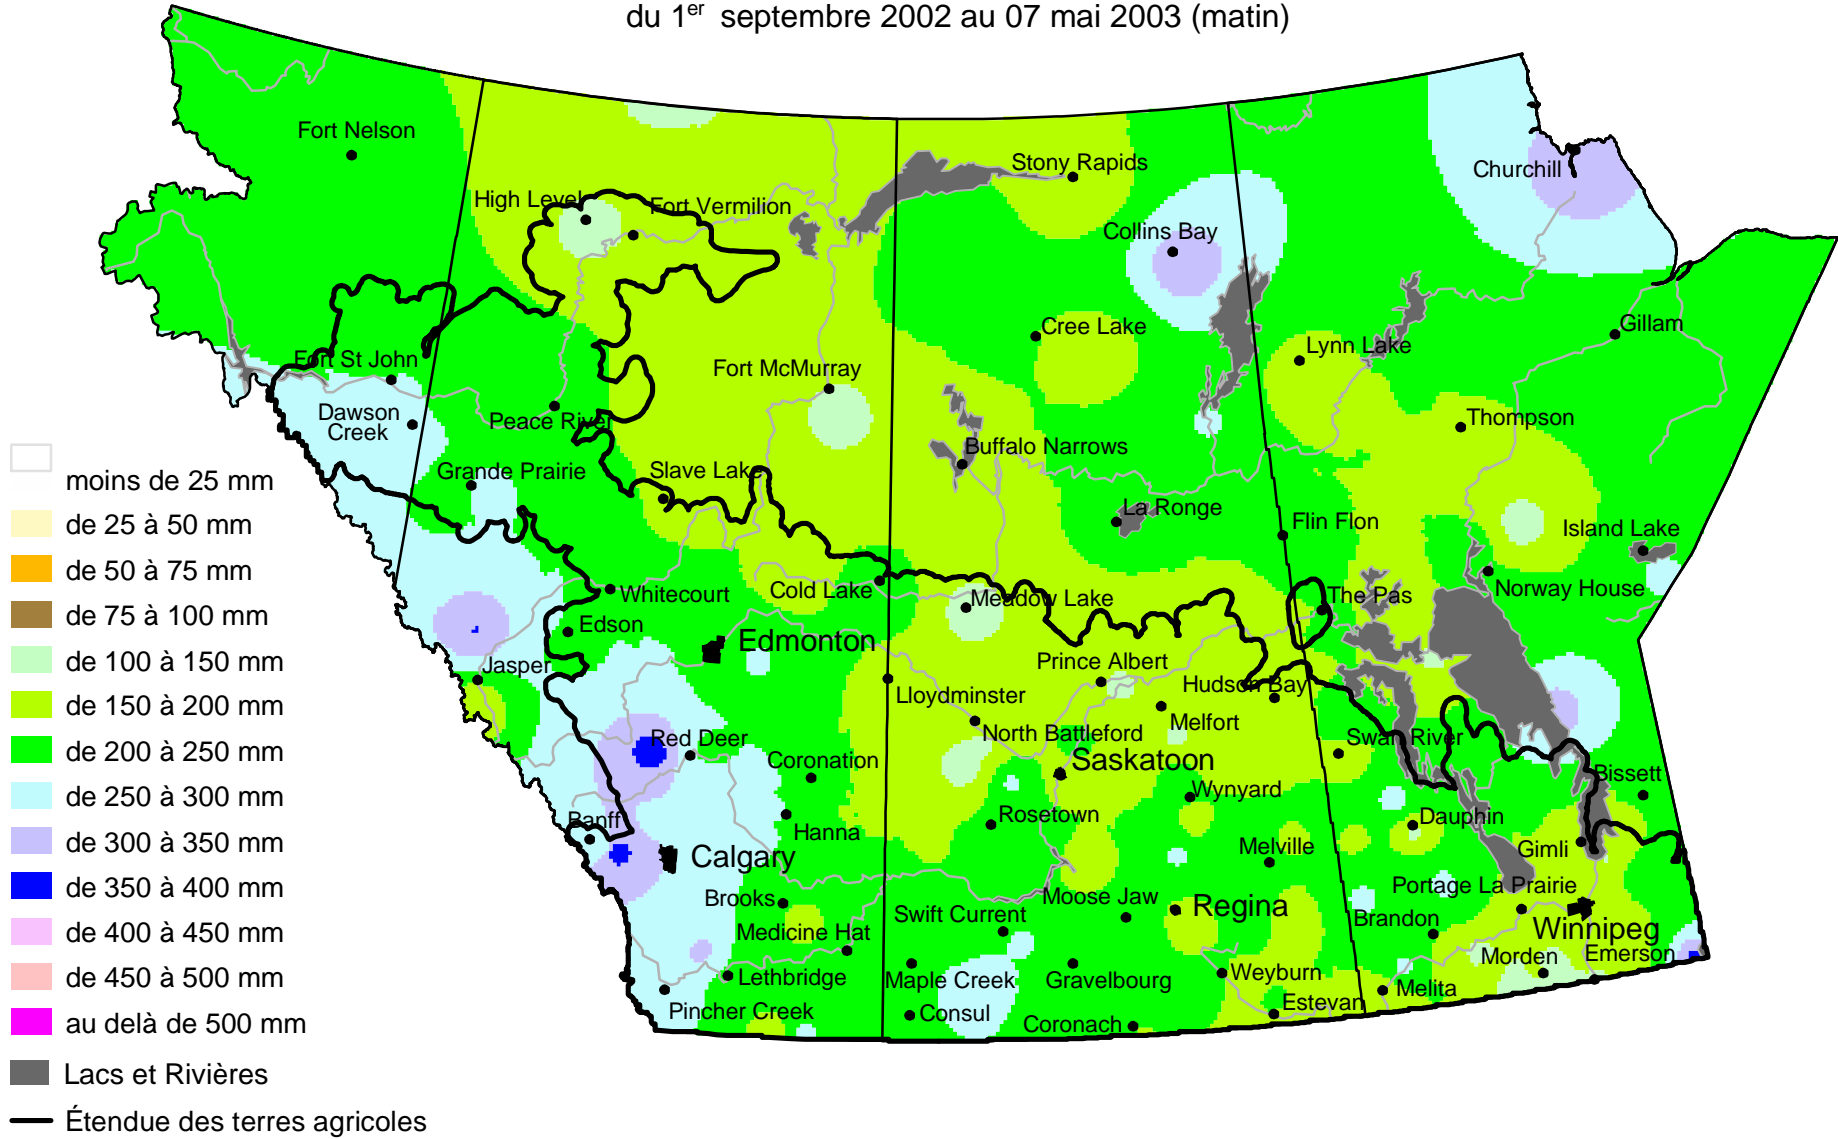 du 1er septembre 2002 au 07 mai 2003 (matin)
Fort Nelson
Stony Rapids
Churchill
High Level
Fort Vermilion
Collins Bay
Cree Lake
Gillam
Lynn Lake
Fort St John
Fort McMurray
Dawson
Creek
Peace River
Thompson
Buffalo Narrows
Grande Prairie
Slave Lake
La Ronge
Flin Flon
Island Lake
Whitecourt
Cold Lake
Meadow Lake
The Pas
Norway House
Edson
Edmonton
Jasper
Prince Albert
Hudson Bay
Lloydminster
Melfort
North Battleford
Red Deer
Swan River
Coronation
Saskatoon
Bissett
Wynyard
Banff
Hanna
Rosetown
Dauphin
Calgary
Melville
Gimli
Portage La Prairie
Brooks
Moose Jaw
Swift Current
Regina
Brandon
Winnipeg
Medicine Hat
Morden
Emerson
Lethbridge
Maple Creek
Gravelbourg
Weyburn
Melita
Pincher Creek
Consul
Coronach
Estevan
moins de 25 mm
de 25 à 50 mm
de 50 à 75 mm
de 75 à 100 mm
de 100 à 150 mm
de 150 à 200 mm
de 200 à 250 mm
de 250 à 300 mm
de 300 à 350 mm
de 350 à 400 mm
de 400 à 450 mm
de 450 à 500 mm
au delà de 500 mm
Lacs et Rivières
Étendue des terres agricoles